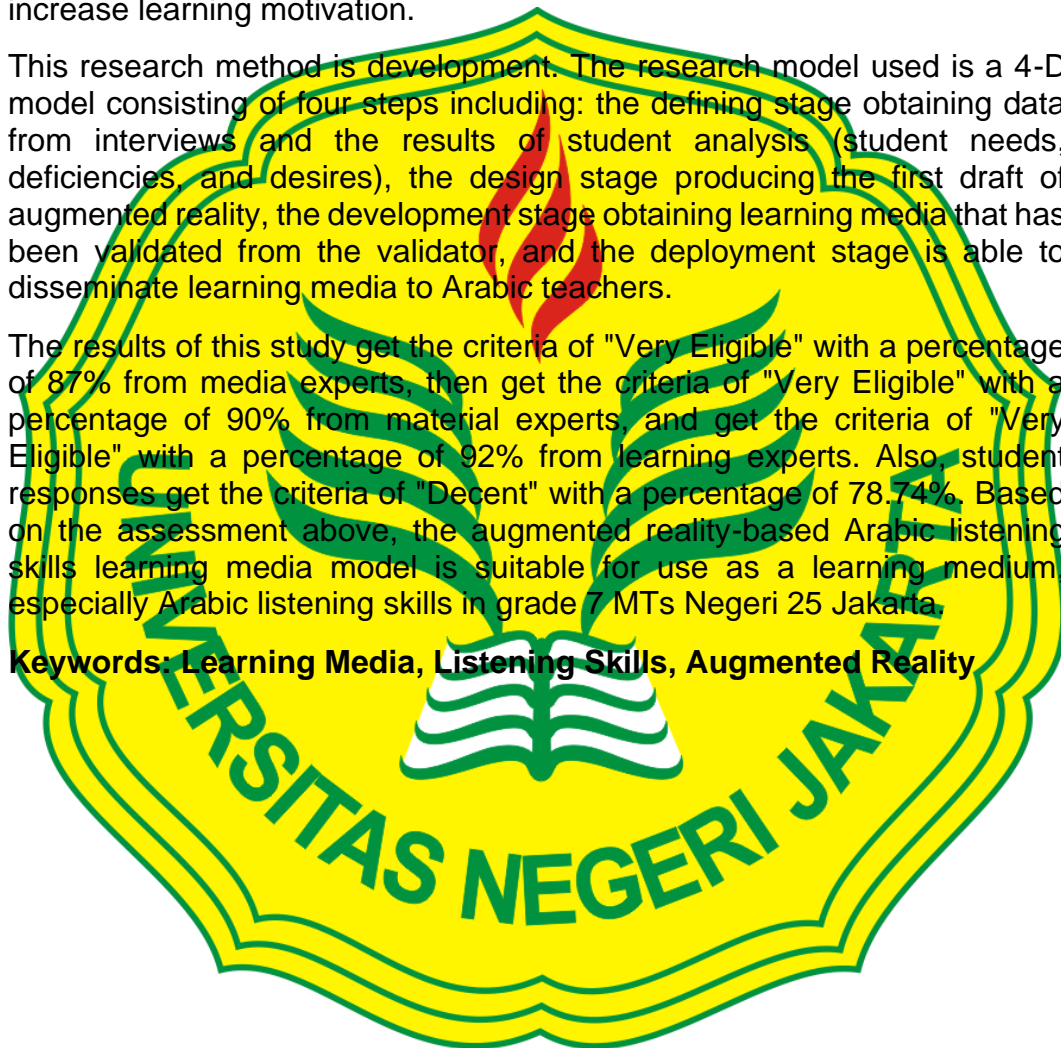 increase learning motivation.
This research method is development. The research model used is a 4-D
model consisting of four steps including: the defining stage obtaining data
from interviews and the results of student analysis (student needs,
deficiencies, and desires), the design stage producing the first draft of
augmented reality, the development stage obtaining learning media that has
been validated from the validator, and the deployment stage is able to
disseminate learning media to Arabic teachers.
The results of this study get the criteria of "Very Eligible" with a percentage
of 87% from media experts, then get the criteria of "Very Eligible" with a
percentage of 90% from material experts, and get the criteria of "Very
Eligible" with a percentage of 92% from learning experts. Also, student
responses get the criteria of "Decent" with a percentage of 78.74%. Based
on the assessment above, the augmented reality-based Arabic listening
skills learning media model is suitable for use as a learning medium,
especially Arabic listening skills in grade 7 MTs Negeri 25 Jakarta.
Keywords: Learning Media, Listening Skills, Augmented Reality
UNIVERSITAS NEGERI JAKARTA